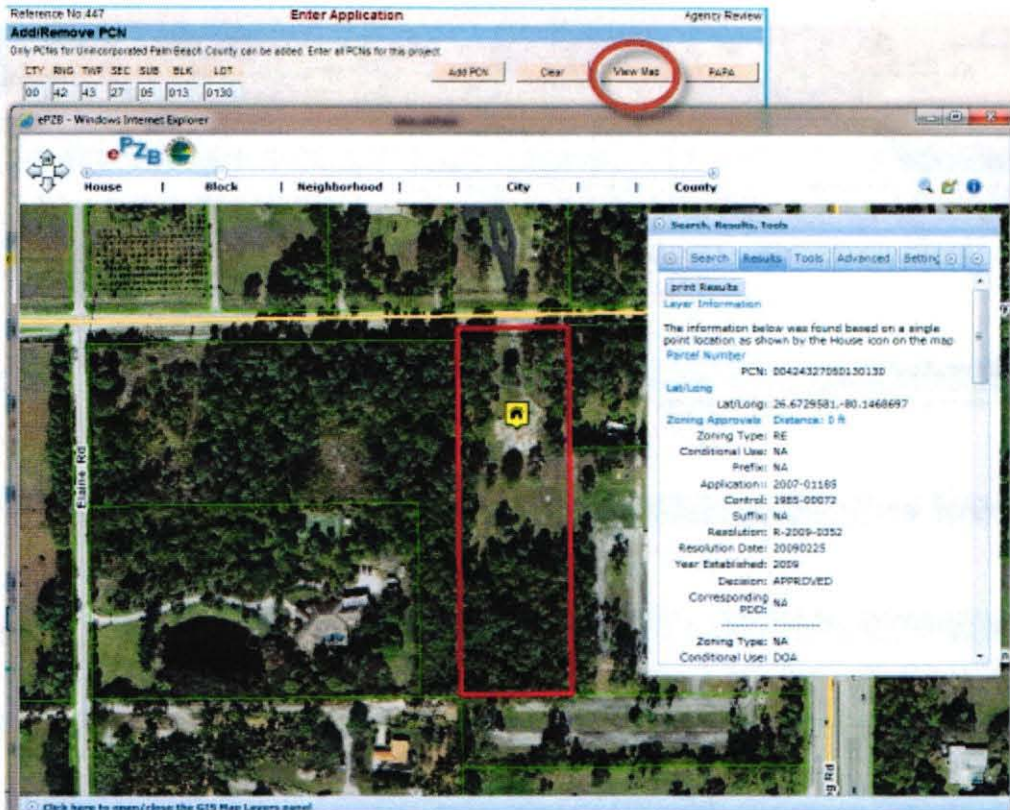 Reference No.447 Enter Application Agency Review
Add/Remove PCN
Only PCNs for Unincorporated Palm Beach County can be added. Enter all PCNs for this project.
CTY RNG TWP SEC SUB BLK LOT
Add PCN Clear View Map PAPA
00 42 43 27 05 013 0130
ePZB - Windows Internet Explorer
ePZB
House | Block | Neighborhood | | City | | County
Search, Results, Tools
Search Results Tools Advanced Setting
print Results
Layer Information
The information below was found based on a single
point location as shown by the House icon on the map
Parcel Number
PCN: 00424327050130130
Lat/Long
Lat/Long: 26.6729581,-80.1468697
Zoning Approvals Distance: 0 ft
Zoning Type: RE
Conditional Use: NA
Prefix: NA
Application: 2007-01185
Control: 1985-00072
Suffix: NA
Resolution: R-2009-0352
Resolution Date: 20090225
Year Established: 2009
Decision: APPROVED
Corresponding
PDD: NA
---------- ----------
Zoning Type: NA
Conditional Use: DOA
Elaine Rd
g Rd
Click here to open/close the GIS Map Layers panel